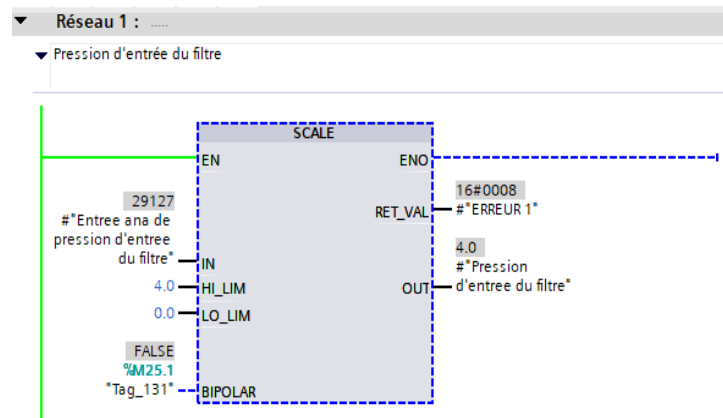 Réseau 1 : .....
Pression d'entrée du filtre
SCALE
EN
ENO
29127
#"Entree ana de
pression d'entree
du filtre"
IN
4.0
HI_LIM
0.0
LO_LIM
FALSE
%M25.1
"Tag_131"
BIPOLAR
16#0008
RET_VAL
#"ERREUR 1"
4.0
#"Pression
OUT
d'entree du filtre"